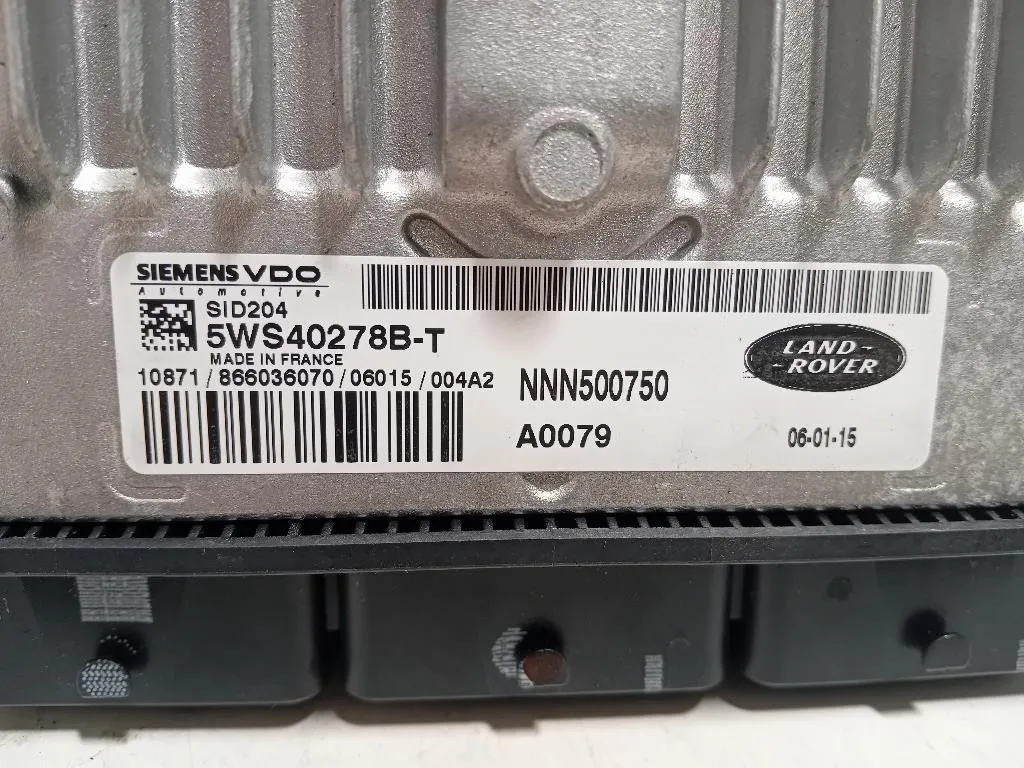 SIEMENS VDO
Automotive
SID204
5WS40278B-T
MADE IN FRANCE
10871 / 866036070 / 06015 / 004A2
NNN500750
LAND-
-ROVER
A0079
06-01-15